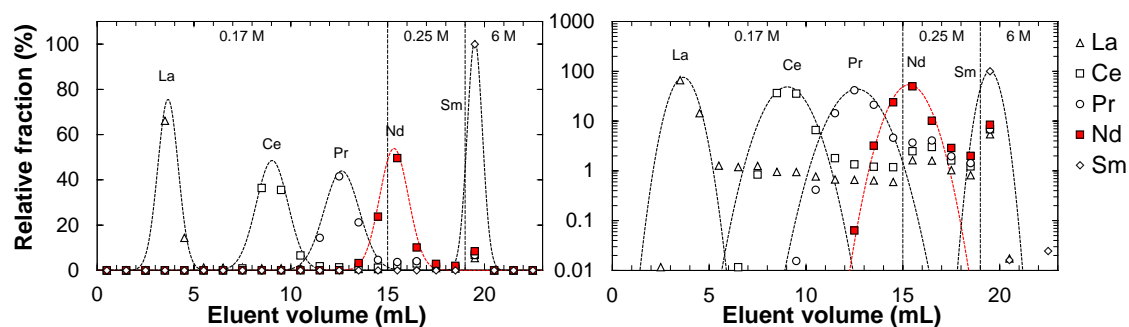 0.17 M 0.25 M 6 M
La
Ce
Pr
Nd
Sm
Relative fraction (%)
100
80
60
40
20
0
0 5 10 15 20
Eluent volume (mL)
0.17 M 0.25 M 6 M
La
Ce
Pr
Nd
Sm
1000
100
10
1
0.1
0.01
0 5 10 15 20
Eluent volume (mL)
La
Ce
Pr
Nd
Sm